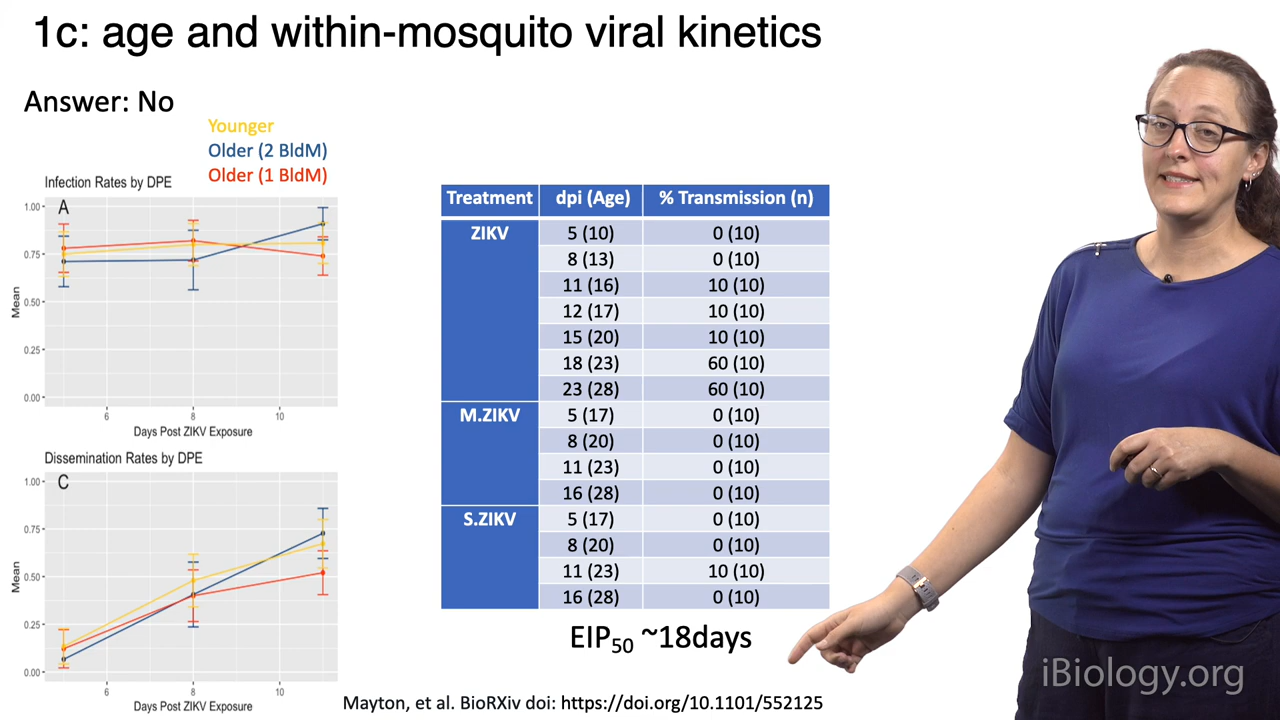 1c: age and within-mosquito viral kinetics
Answer: No
Younger
Older (2 BldM)
Older (1 BldM)
Infection Rates by DPE
A
1.00
0.75
0.50
0.25
0.00
Mean
6 8 10
Days Post ZIKV Exposure
Dissemination Rates by DPE
C
1.00
0.75
0.50
0.25
0.00
Mean
6 8 10
Days Post ZIKV Exposure
Treatment dpi (Age) % Transmission (n)
ZIKV 5 (10) 0 (10)
8 (13) 0 (10)
11 (16) 10 (10)
12 (17) 10 (10)
15 (20) 10 (10)
18 (23) 60 (10)
23 (28) 60 (10)
M.ZIKV 5 (17) 0 (10)
8 (20) 0 (10)
11 (23) 0 (10)
16 (28) 0 (10)
S.ZIKV 5 (17) 0 (10)
8 (20) 0 (10)
11 (23) 10 (10)
16 (28) 0 (10)
EIP50 ~18days
Mayton, et al. BioRXiv doi: https://doi.org/10.1101/552125
iBiology.org